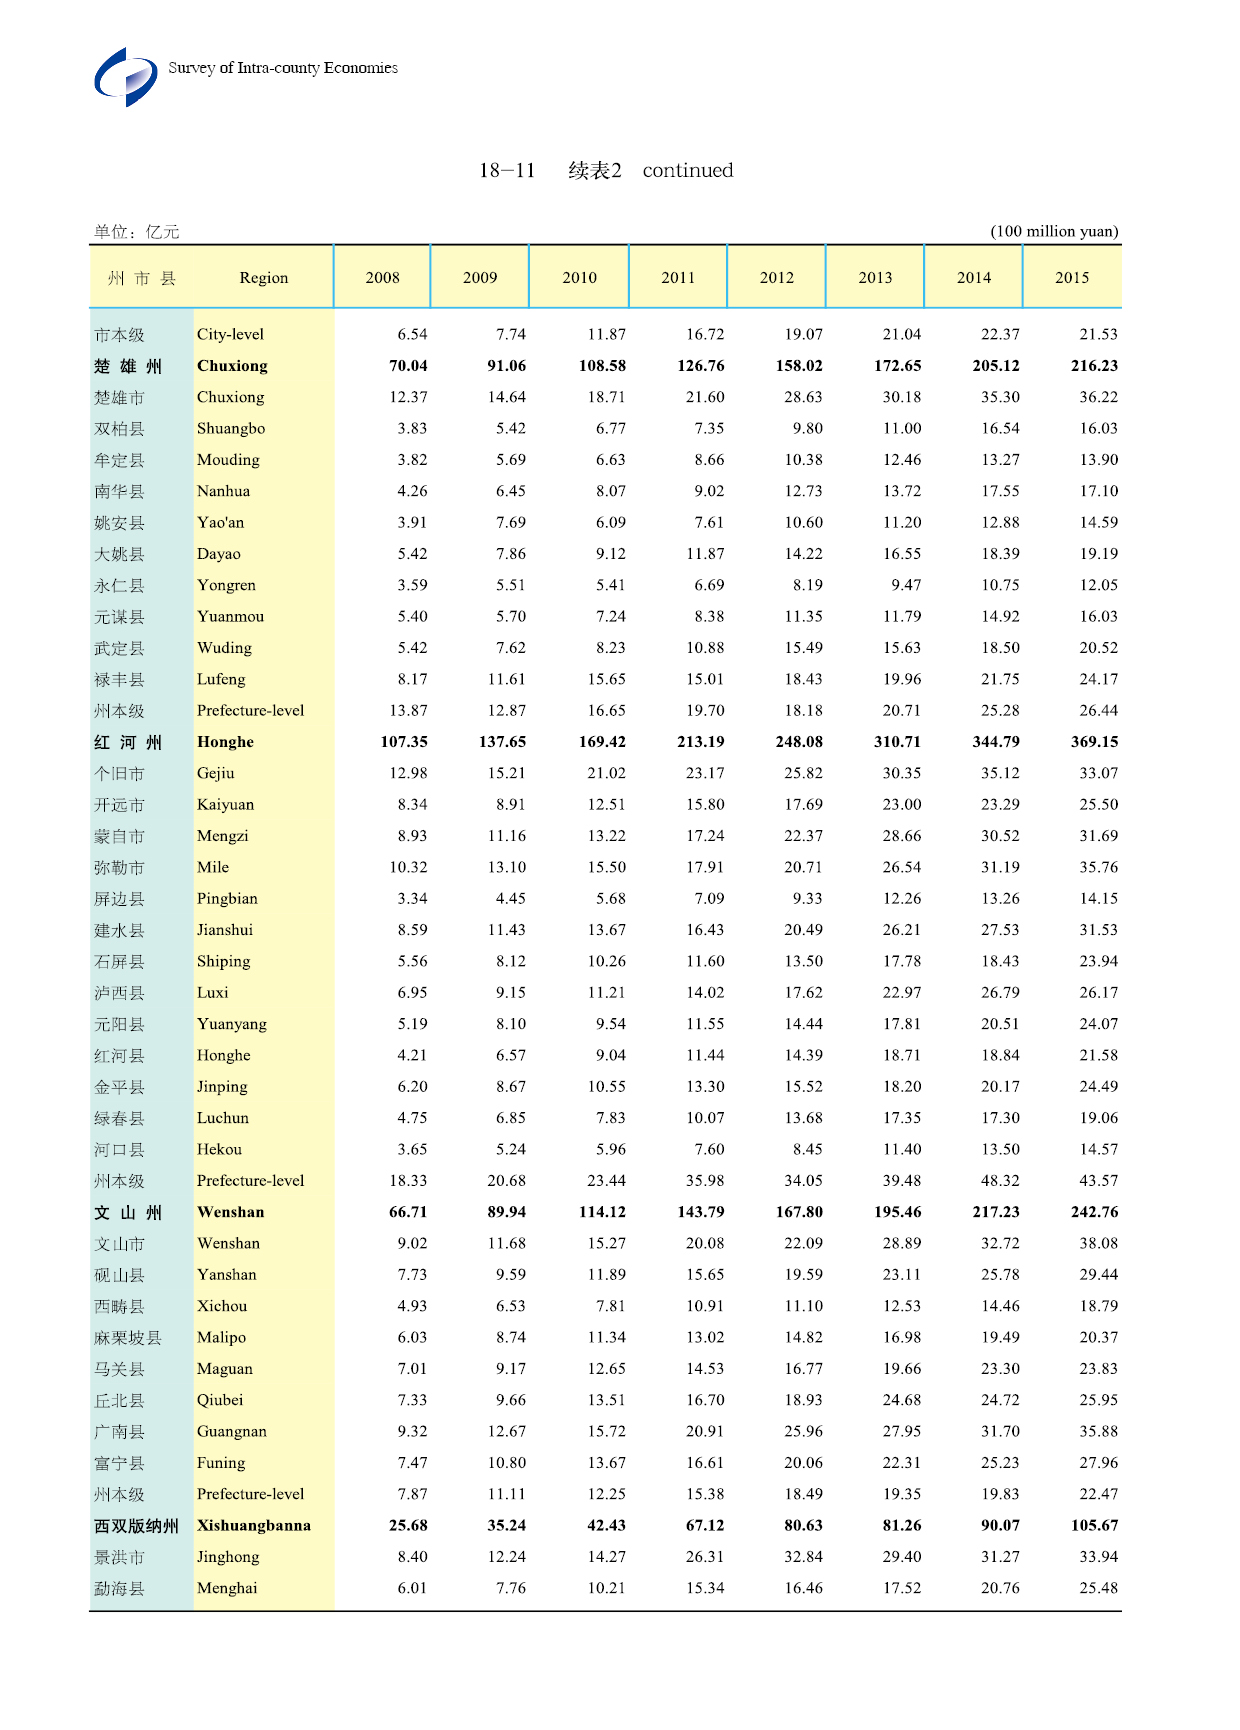 Survey of Intra-county Economies
18—11 续表2 continued
单位：亿元 (100 million yuan)
州 市 县 Region 2008 2009 2010 2011 2012 2013 2014 2015
市本级 City-level 6.54 7.74 11.87 16.72 19.07 21.04 22.37 21.53
楚 雄 州 Chuxiong 70.04 91.06 108.58 126.76 158.02 172.65 205.12 216.23
楚雄市 Chuxiong 12.37 14.64 18.71 21.60 28.63 30.18 35.30 36.22
双柏县 Shuangbo 3.83 5.42 6.77 7.35 9.80 11.00 16.54 16.03
牟定县 Mouding 3.82 5.69 6.63 8.66 10.38 12.46 13.27 13.90
南华县 Nanhua 4.26 6.45 8.07 9.02 12.73 13.72 17.55 17.10
姚安县 Yao'an 3.91 7.69 6.09 7.61 10.60 11.20 12.88 14.59
大姚县 Dayao 5.42 7.86 9.12 11.87 14.22 16.55 18.39 19.19
永仁县 Yongren 3.59 5.51 5.41 6.69 8.19 9.47 10.75 12.05
元谋县 Yuanmou 5.40 5.70 7.24 8.38 11.35 11.79 14.92 16.03
武定县 Wuding 5.42 7.62 8.23 10.88 15.49 15.63 18.50 20.52
禄丰县 Lufeng 8.17 11.61 15.65 15.01 18.43 19.96 21.75 24.17
州本级 Prefecture-level 13.87 12.87 16.65 19.70 18.18 20.71 25.28 26.44
红 河 州 Honghe 107.35 137.65 169.42 213.19 248.08 310.71 344.79 369.15
个旧市 Gejiu 12.98 15.21 21.02 23.17 25.82 30.35 35.12 33.07
开远市 Kaiyuan 8.34 8.91 12.51 15.80 17.69 23.00 23.29 25.50
蒙自市 Mengzi 8.93 11.16 13.22 17.24 22.37 28.66 30.52 31.69
弥勒市 Mile 10.32 13.10 15.50 17.91 20.71 26.54 31.19 35.76
屏边县 Pingbian 3.34 4.45 5.68 7.09 9.33 12.26 13.26 14.15
建水县 Jianshui 8.59 11.43 13.67 16.43 20.49 26.21 27.53 31.53
石屏县 Shiping 5.56 8.12 10.26 11.60 13.50 17.78 18.43 23.94
泸西县 Luxi 6.95 9.15 11.21 14.02 17.62 22.97 26.79 26.17
元阳县 Yuanyang 5.19 8.10 9.54 11.55 14.44 17.81 20.51 24.07
红河县 Honghe 4.21 6.57 9.04 11.44 14.39 18.71 18.84 21.58
金平县 Jinping 6.20 8.67 10.55 13.30 15.52 18.20 20.17 24.49
绿春县 Luchun 4.75 6.85 7.83 10.07 13.68 17.35 17.30 19.06
河口县 Hekou 3.65 5.24 5.96 7.60 8.45 11.40 13.50 14.57
州本级 Prefecture-level 18.33 20.68 23.44 35.98 34.05 39.48 48.32 43.57
文 山 州 Wenshan 66.71 89.94 114.12 143.79 167.80 195.46 217.23 242.76
文山市 Wenshan 9.02 11.68 15.27 20.08 22.09 28.89 32.72 38.08
砚山县 Yanshan 7.73 9.59 11.89 15.65 19.59 23.11 25.78 29.44
西畴县 Xichou 4.93 6.53 7.81 10.91 11.10 12.53 14.46 18.79
麻栗坡县 Malipo 6.03 8.74 11.34 13.02 14.82 16.98 19.49 20.37
马关县 Maguan 7.01 9.17 12.65 14.53 16.77 19.66 23.30 23.83
丘北县 Qiubei 7.33 9.66 13.51 16.70 18.93 24.68 24.72 25.95
广南县 Guangnan 9.32 12.67 15.72 20.91 25.96 27.95 31.70 35.88
富宁县 Funing 7.47 10.80 13.67 16.61 20.06 22.31 25.23 27.96
州本级 Prefecture-level 7.87 11.11 12.25 15.38 18.49 19.35 19.83 22.47
西双版纳州 Xishuangbanna 25.68 35.24 42.43 67.12 80.63 81.26 90.07 105.67
景洪市 Jinghong 8.40 12.24 14.27 26.31 32.84 29.40 31.27 33.94
勐海县 Menghai 6.01 7.76 10.21 15.34 16.46 17.52 20.76 25.48